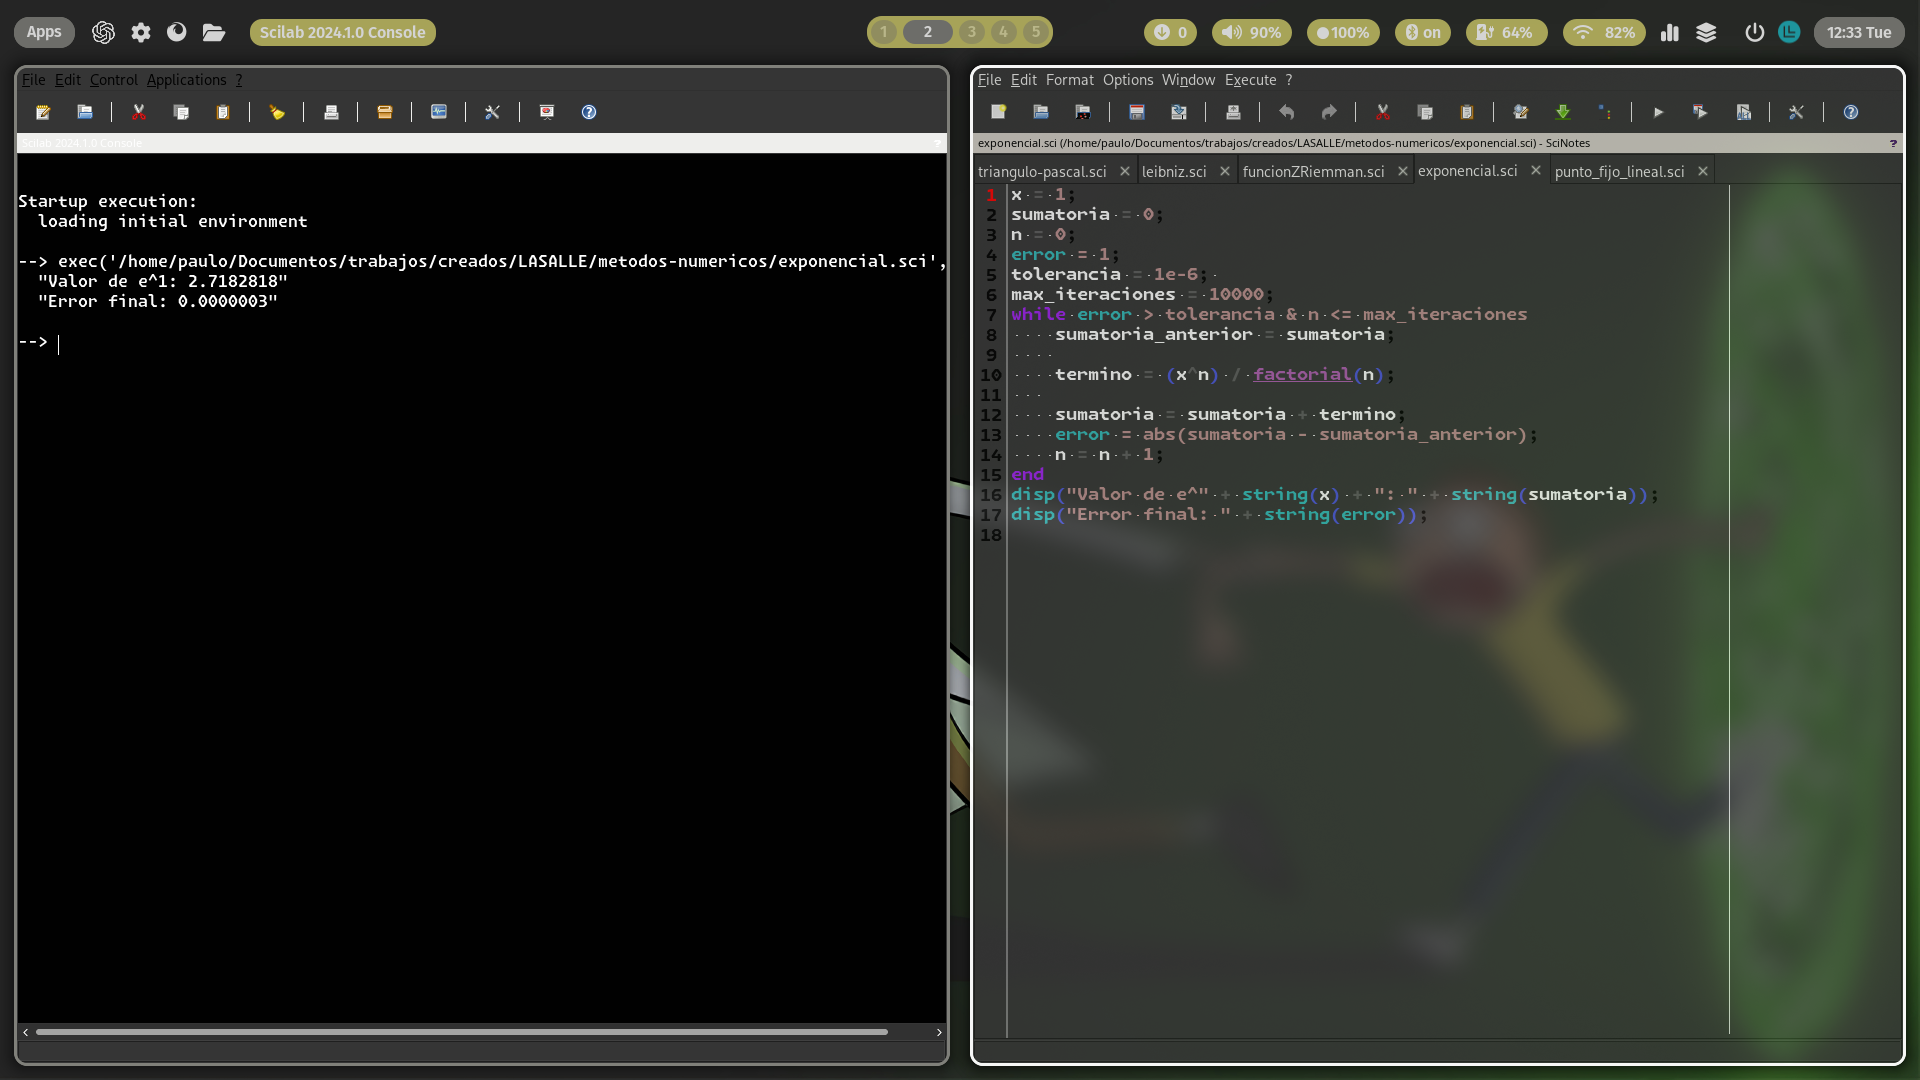 Apps
Scilab 2024.1.0 Console
1 2 3 4 5
0 90% 100% on 64% 82%
12:33 Tue
File Edit Control Applications ?
Scilab 2024.1.0 Console ?
Startup execution:
loading initial environment
--> exec('/home/paulo/Documentos/trabajos/creados/LASALLE/metodos-numericos/exponencial.sci',
"Valor de e^1: 2.7182818"
"Error final: 0.0000003"
-->
File Edit Format Options Window Execute ?
exponencial.sci (/home/paulo/Documentos/trabajos/creados/LASALLE/metodos-numericos/exponencial.sci) - SciNotes ?
triangulo-pascal.sci leibniz.sci funcionZRiemman.sci exponencial.sci punto_fijo_lineal.sci
1 x = 1;
2 sumatoria = 0;
3 n = 0;
4 error = 1;
5 tolerancia = 1e-6;
6 max_iteraciones = 10000;
7 while error > tolerancia & n <= max_iteraciones
8 sumatoria_anterior = sumatoria;
9
10 termino = (x^n) / factorial(n);
11
12 sumatoria = sumatoria + termino;
13 error = abs(sumatoria - sumatoria_anterior);
14 n = n + 1;
15 end
16 disp("Valor de e^" + string(x) + ": " + string(sumatoria));
17 disp("Error final: " + string(error));
18